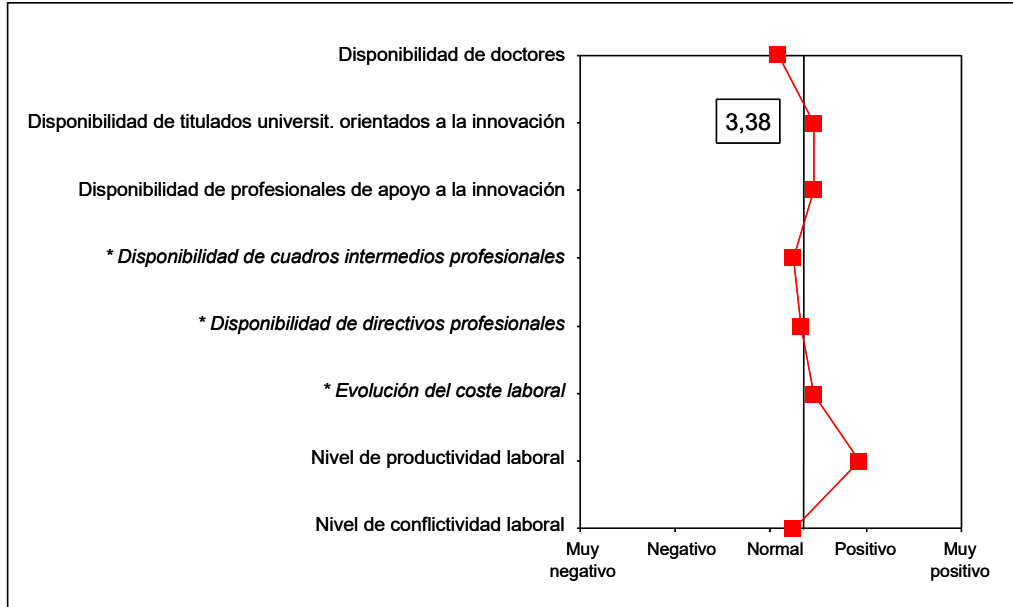 Disponibilidad de doctores
Disponibilidad de titulados universit. orientados a la innovación
3,38
Disponibilidad de profesionales de apoyo a la innovación
* Disponibilidad de cuadros intermedios profesionales
* Disponibilidad de directivos profesionales
* Evolución del coste laboral
Nivel de productividad laboral
Nivel de conflictividad laboral
Muy negativo
Negativo
Normal
Positivo
Muy positivo